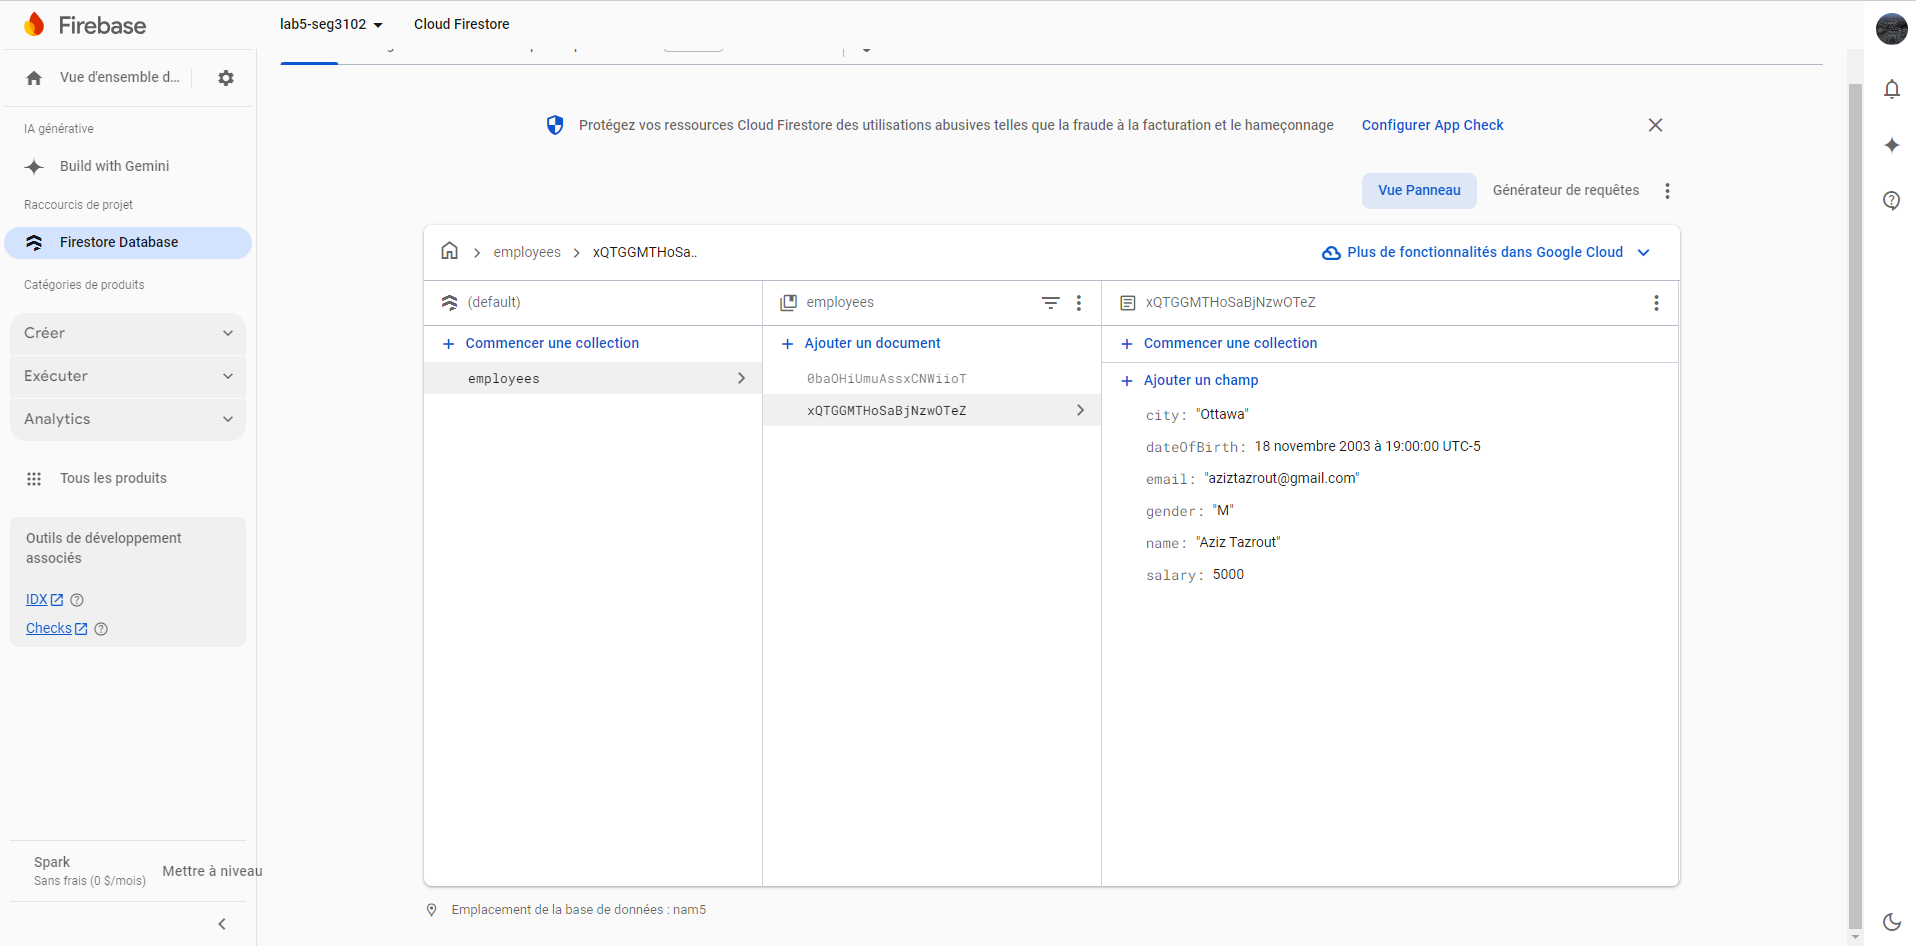 Firebase
lab5-seg3102
Cloud Firestore
Vue d'ensemble d...
IA générative
Build with Gemini
Raccourcis de projet
Firestore Database
Catégories de produits
Créer
Exécuter
Analytics
Tous les produits
Outils de développement
associés
IDX
Checks
Spark
Sans frais (0 $/mois)
Mettre à niveau
Protégez vos ressources Cloud Firestore des utilisations abusives telles que la fraude à la facturation et le hameçonnage
Configurer App Check
Vue Panneau
Générateur de requêtes
employees
xQTGGMTHoSa..
Plus de fonctionnalités dans Google Cloud
(default)
Commencer une collection
employees
employees
Ajouter un document
0baOHiUmuAssxCNWiioT
xQTGGMTHoSaBjNzwOTeZ
xQTGGMTHoSaBjNzwOTeZ
Commencer une collection
Ajouter un champ
city: "Ottawa"
dateOfBirth: 18 novembre 2003 à 19:00:00 UTC-5
email: "aziztazrout@gmail.com"
gender: "M"
name: "Aziz Tazrout"
salary: 5000
Emplacement de la base de données : nam5